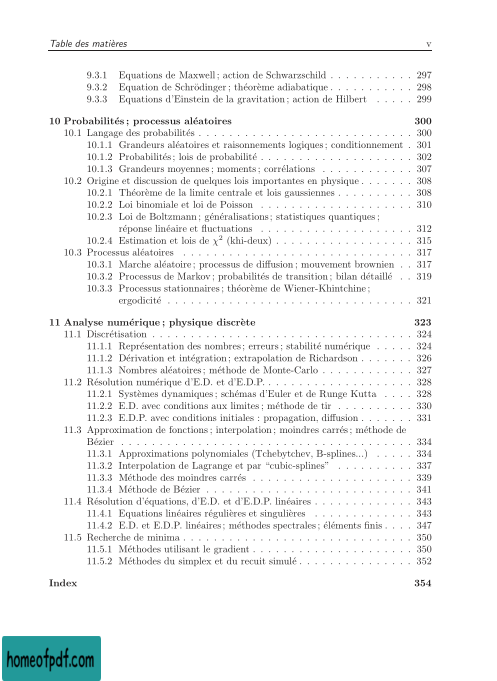 Table des matières v
9.3.1 Equations de Maxwell ; action de Schwarzschild . . . . . . . . . . . 297
9.3.2 Equation de Schrödinger ; théorème adiabatique . . . . . . . . . . . 298
9.3.3 Equations d'Einstein de la gravitation ; action de Hilbert . . . . . 299
10 Probabilités ; processus aléatoires 300
10.1 Langage des probabilités . . . . . . . . . . . . . . . . . . . . . . . . . . . . 300
10.1.1 Grandeurs aléatoires et raisonnements logiques ; conditionnement . 301
10.1.2 Probabilités ; lois de probabilité . . . . . . . . . . . . . . . . . . . . 302
10.1.3 Grandeurs moyennes ; moments ; corrélations . . . . . . . . . . . . 307
10.2 Origine et discussion de quelques lois importantes en physique . . . . . . . 308
10.2.1 Théorème de la limite centrale et lois gaussiennes . . . . . . . . . . 308
10.2.2 Loi binomiale et loi de Poisson . . . . . . . . . . . . . . . . . . . . 310
10.2.3 Loi de Boltzmann ; généralisations ; statistiques quantiques ;
réponse linéaire et fluctuations . . . . . . . . . . . . . . . . . . . . 312
10.2.4 Estimation et lois de χ² (khi-deux) . . . . . . . . . . . . . . . . . . 315
10.3 Processus aléatoires . . . . . . . . . . . . . . . . . . . . . . . . . . . . . . 317
10.3.1 Marche aléatoire ; processus de diffusion ; mouvement brownien . . 317
10.3.2 Processus de Markov ; probabilités de transition ; bilan détaillé . . 319
10.3.3 Processus stationnaires ; théorème de Wiener-Khintchine ;
ergodicité . . . . . . . . . . . . . . . . . . . . . . . . . . . . . . . . 321
11 Analyse numérique ; physique discrète 323
11.1 Discrétisation . . . . . . . . . . . . . . . . . . . . . . . . . . . . . . . . . . 324
11.1.1 Représentation des nombres ; erreurs ; stabilité numérique . . . . . 324
11.1.2 Dérivation et intégration ; extrapolation de Richardson . . . . . . . 326
11.1.3 Nombres aléatoires ; méthode de Monte-Carlo . . . . . . . . . . . . 327
11.2 Résolution numérique d'E.D. et d'E.D.P. . . . . . . . . . . . . . . . . . . . 328
11.2.1 Systèmes dynamiques ; schémas d'Euler et de Runge Kutta . . . . 328
11.2.2 E.D. avec conditions aux limites ; méthode de tir . . . . . . . . . . 330
11.2.3 E.D.P. avec conditions initiales : propagation, diffusion . . . . . . . 331
11.3 Approximation de fonctions ; interpolation ; moindres carrés ; méthode de
Bézier . . . . . . . . . . . . . . . . . . . . . . . . . . . . . . . . . . . . . . 334
11.3.1 Approximations polynomiales (Tchebytchev, B-splines...) . . . . . 334
11.3.2 Interpolation de Lagrange et par “cubic-splines” . . . . . . . . . . 337
11.3.3 Méthode des moindres carrés . . . . . . . . . . . . . . . . . . . . . 339
11.3.4 Méthode de Bézier . . . . . . . . . . . . . . . . . . . . . . . . . . . 341
11.4 Résolution d'équations, d'E.D. et d'E.D.P. linéaires . . . . . . . . . . . . . 343
11.4.1 Equations linéaires régulières et singulières . . . . . . . . . . . . . 343
11.4.2 E.D. et E.D.P. linéaires ; méthodes spectrales ; éléments finis . . . . 347
11.5 Recherche de minima . . . . . . . . . . . . . . . . . . . . . . . . . . . . . . 350
11.5.1 Méthodes utilisant le gradient . . . . . . . . . . . . . . . . . . . . . 350
11.5.2 Méthodes du simplex et du recuit simulé . . . . . . . . . . . . . . . 352
Index 354
homeofpdf.com